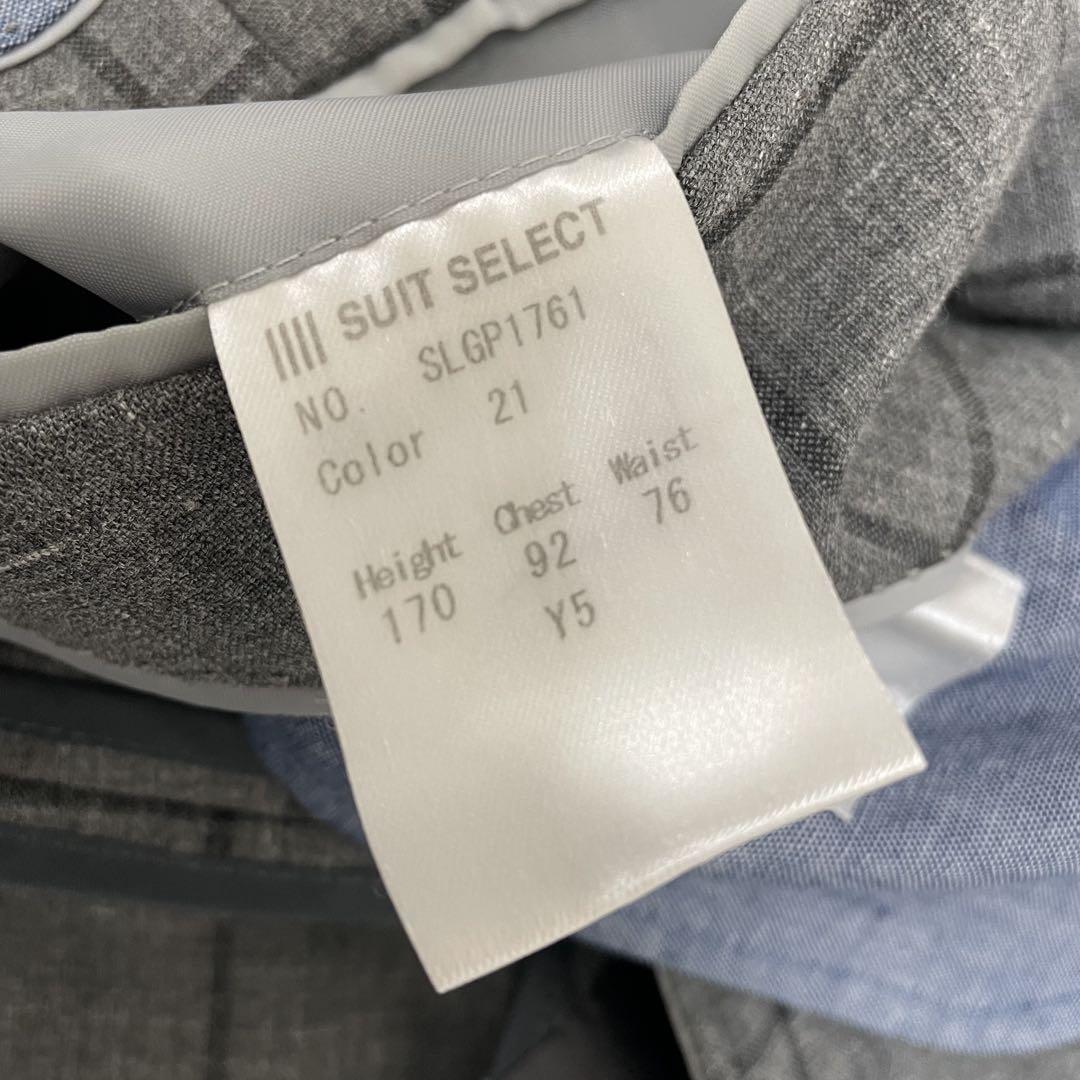 SUIT SELECT
NO. SLGP1761
Color 21
Height Chest Waist
170 92 76
Y5